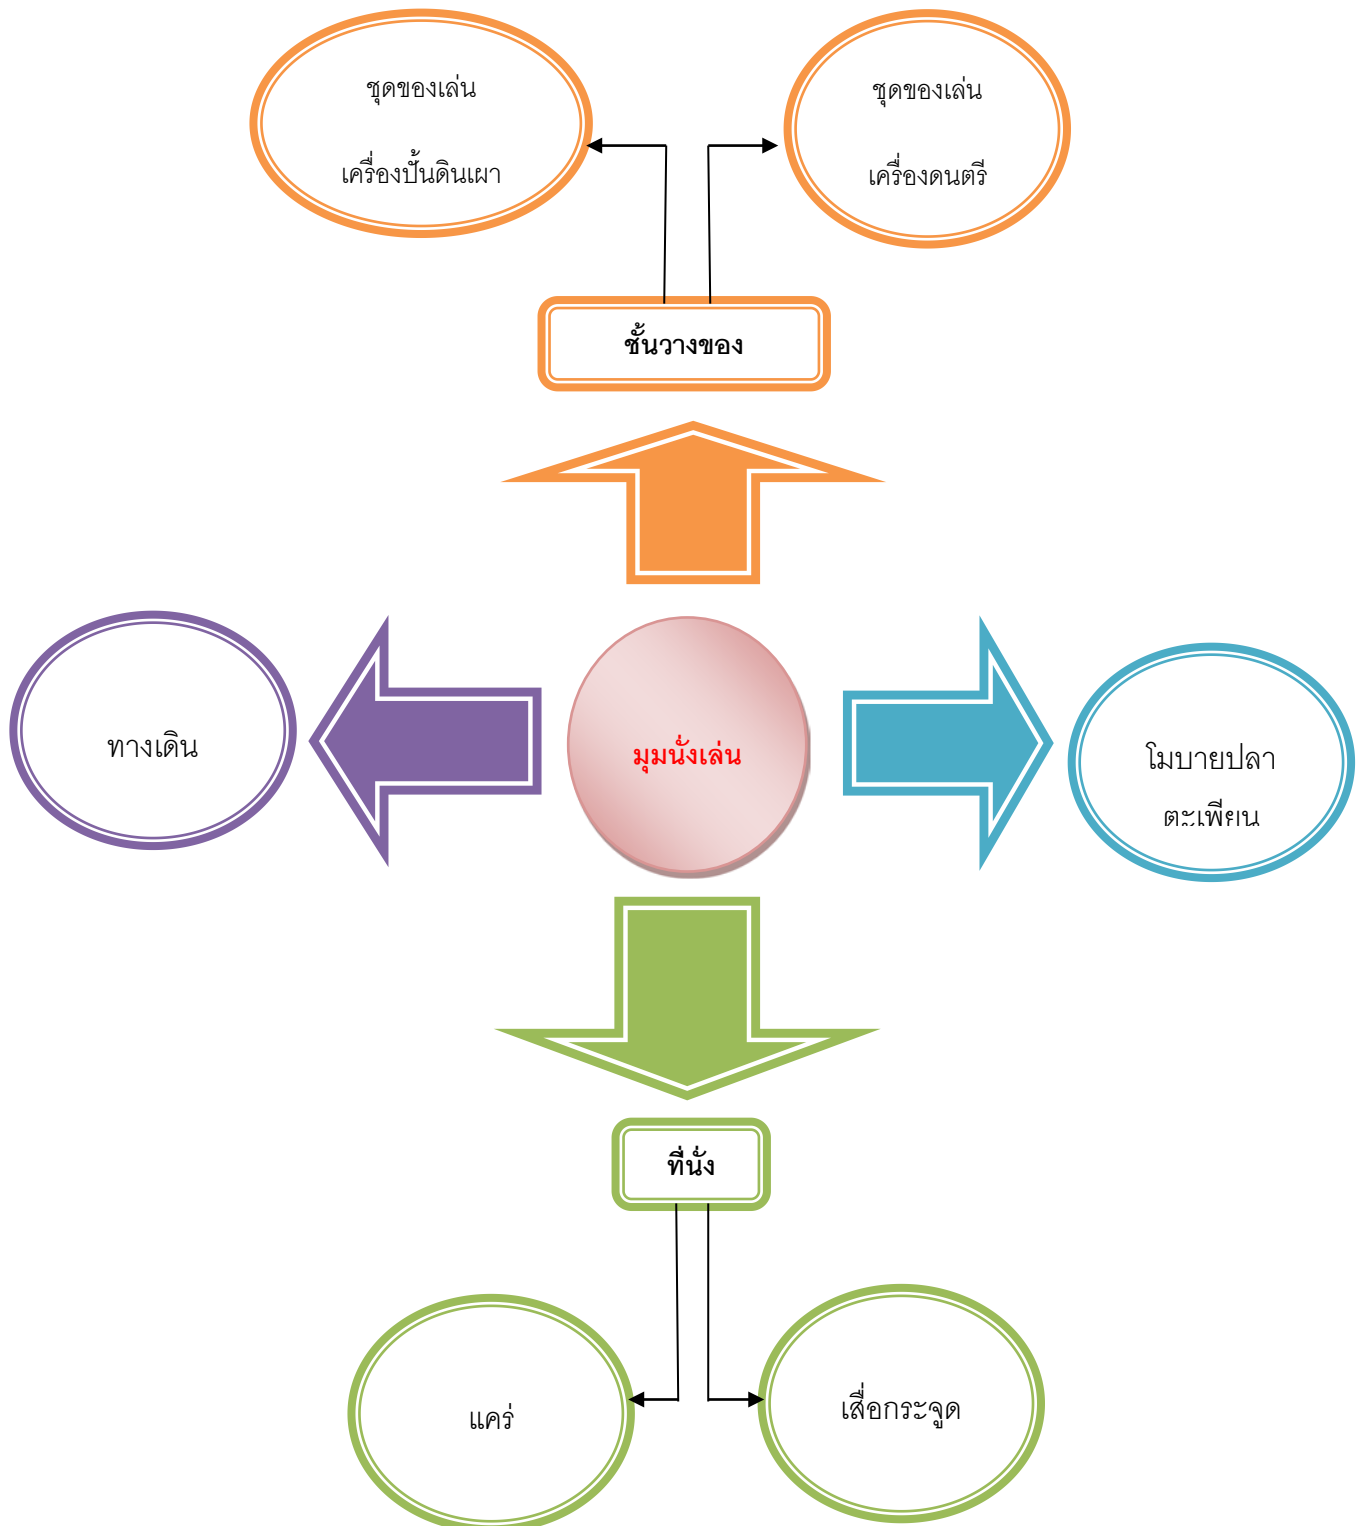 ชุดของเล่น
เครื่องปั้นดินเผา
ชุดของเล่น
เครื่องดนตรี
ชั้นวางของ
ทางเดิน
มุมนั่งเล่น
โมบายปลา
ตะเพียน
ที่นั่ง
แคร่
เสื่อกระจูด